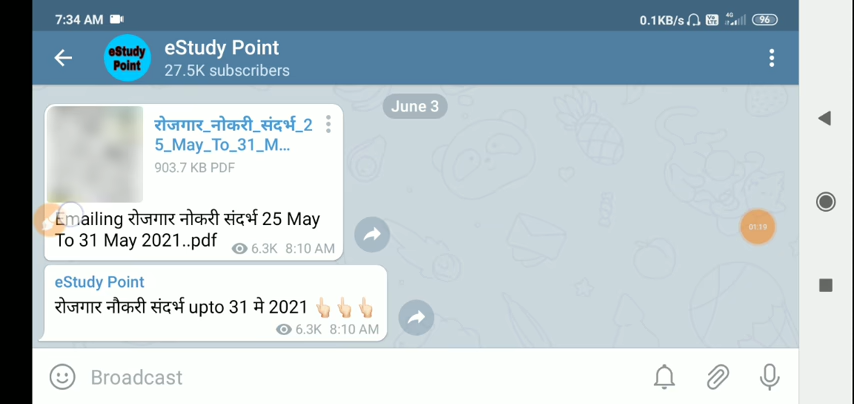 7:34 AM
0.1KB/s 4G 96
eStudy Point
eStudy Point
27.5K subscribers
June 3
रोजगार_नोकरी_संदर्भ_2
5_May_To_31_M...
903.7 KB PDF
Emailing रोजगार नोकरी संदर्भ 25 May
To 31 May 2021..pdf 6.3K 8:10 AM
01:19
eStudy Point
रोजगार नौकरी संदर्भ upto 31 मे 2021 👆🏻👆🏻👆🏻
6.3K 8:10 AM
Broadcast